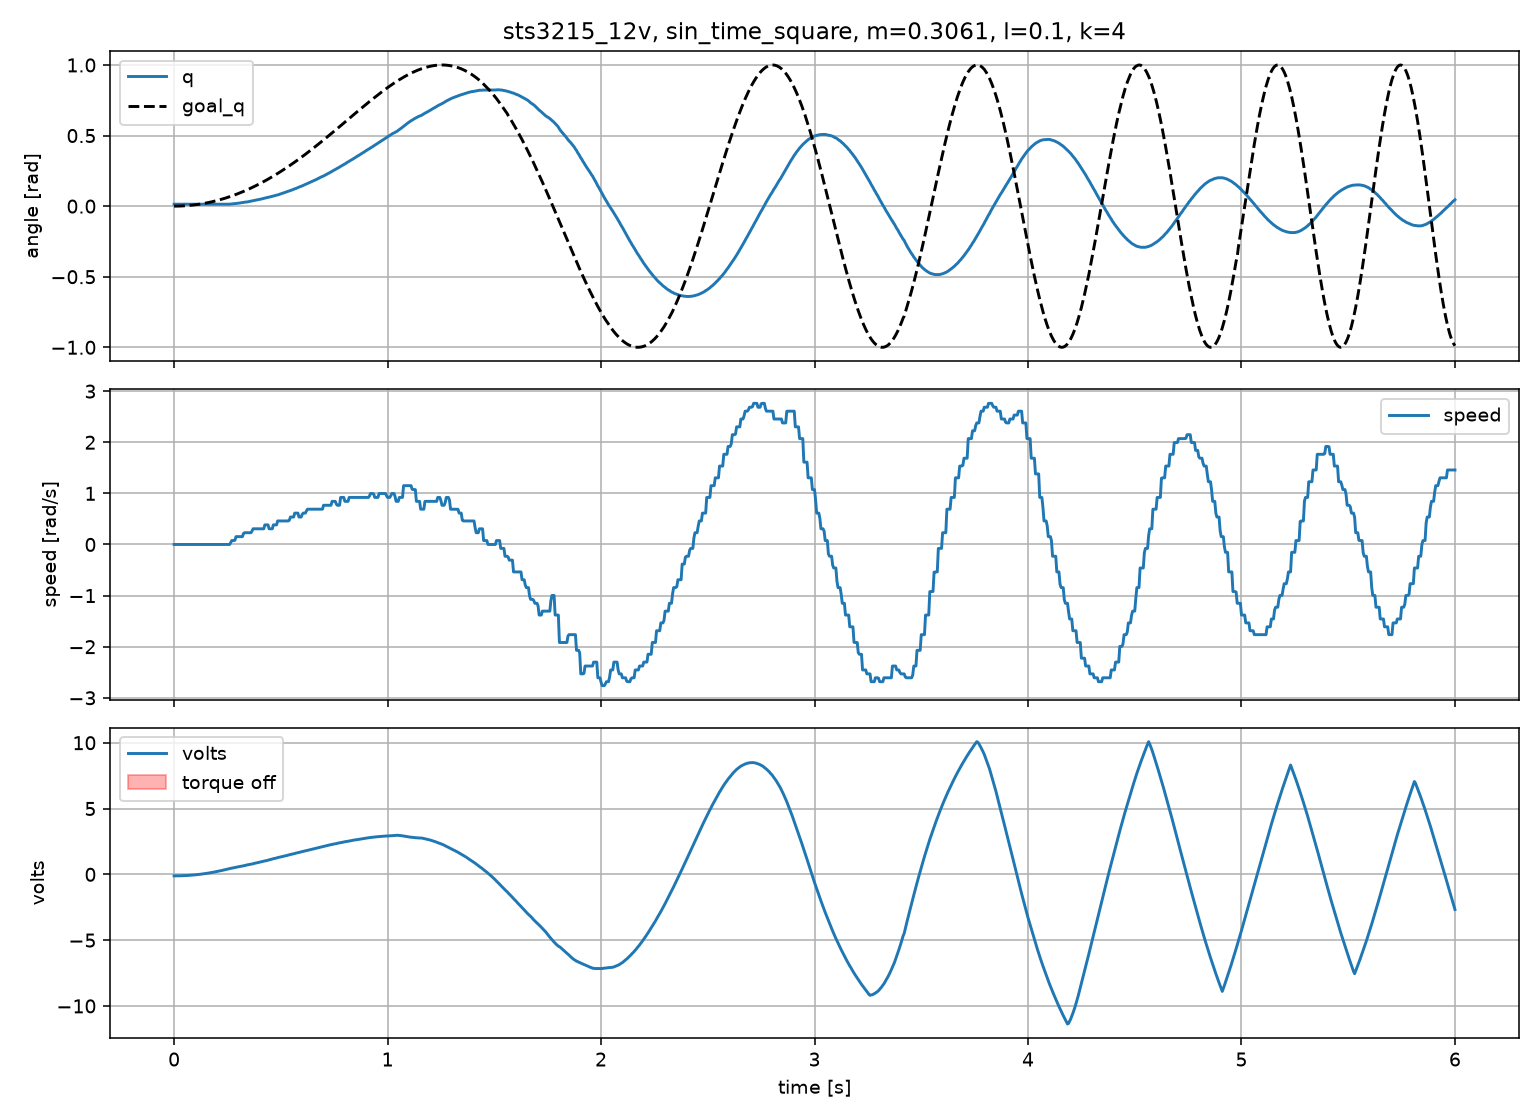 sts3215_12v, sin_time_square, m=0.3061, l=0.1, k=4
1.0
0.5
0.0
−0.5
−1.0
angle [rad]
q
goal_q
3
2
1
0
−1
−2
−3
speed [rad/s]
speed
10
5
0
−5
−10
volts
volts
torque off
0 1 2 3 4 5 6
time [s]